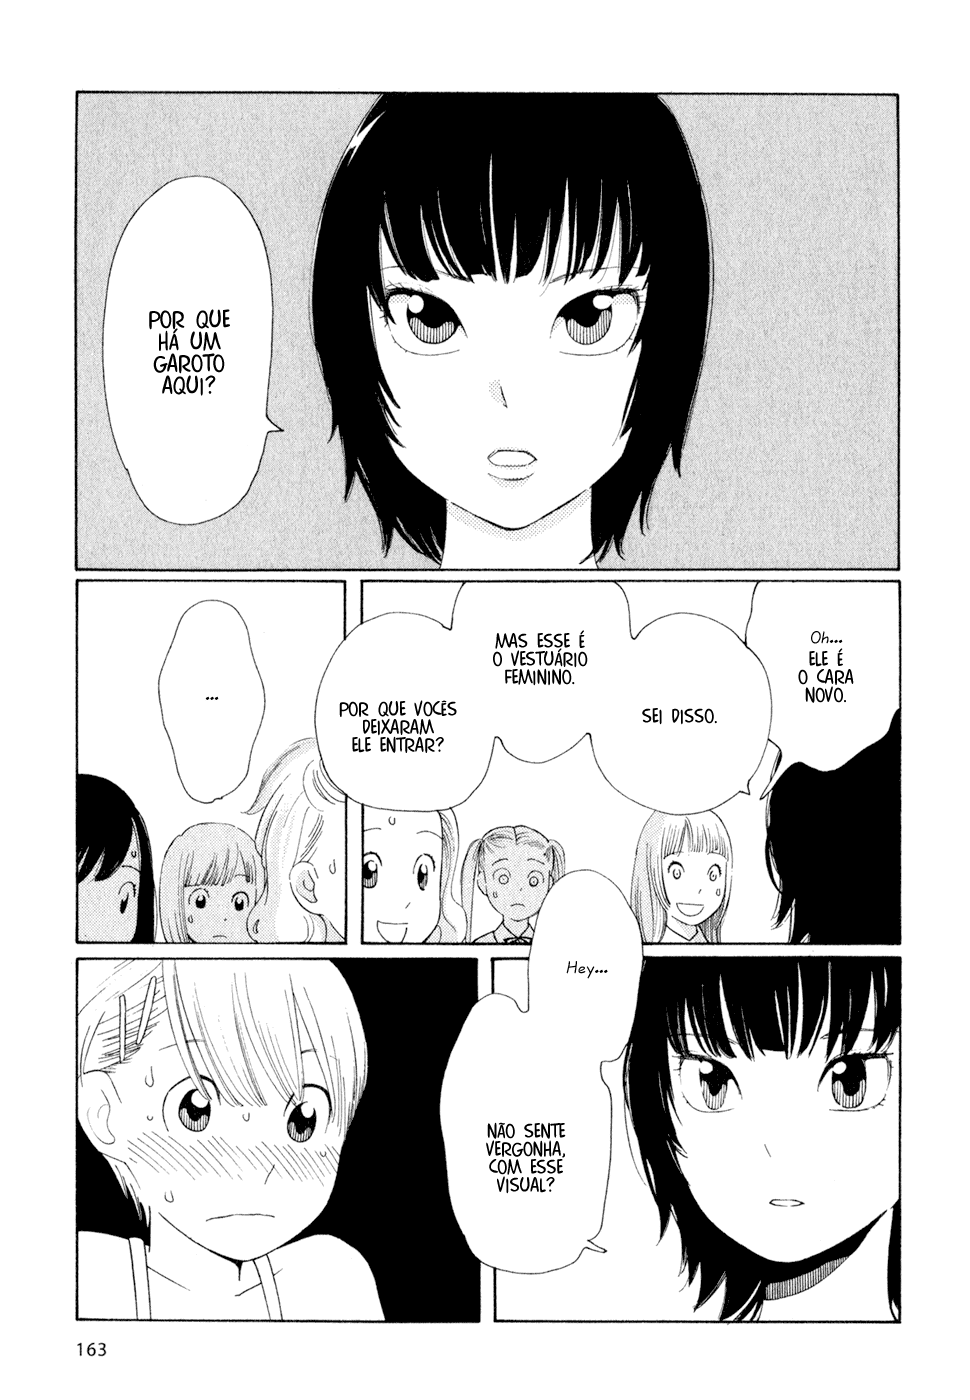 POR QUE
HÁ UM
GAROTO
AQUI?
Oh...
ELE É
O CARA
NOVO.
SEI DISSO.
MAS ESSE É
O VESTUÁRIO
FEMININO.
POR QUE VOCÊS
DEIXARAM
ELE ENTRAR?
...
Hey...
NÃO SENTE
VERGONHA,
COM ESSE
VISUAL?
163